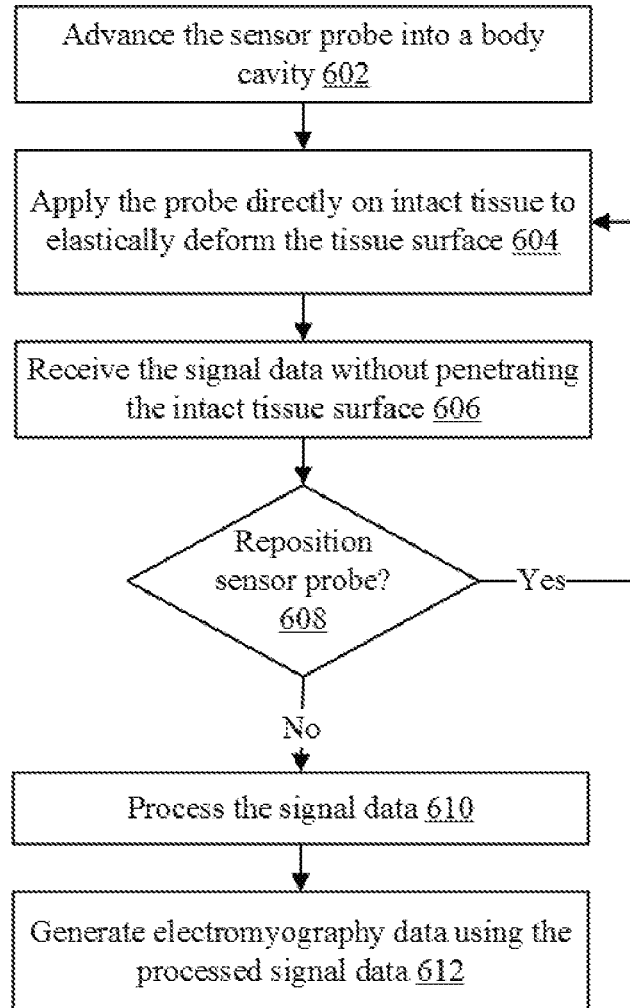 Advance the sensor probe into a body
cavity 602
Apply the probe directly on intact tissue to
elastically deform the tissue surface 604
Receive the signal data without penetrating
the intact tissue surface 606
Reposition
sensor probe?
608
Yes
No
Process the signal data 610
Generate electromyography data using the
processed signal data 612